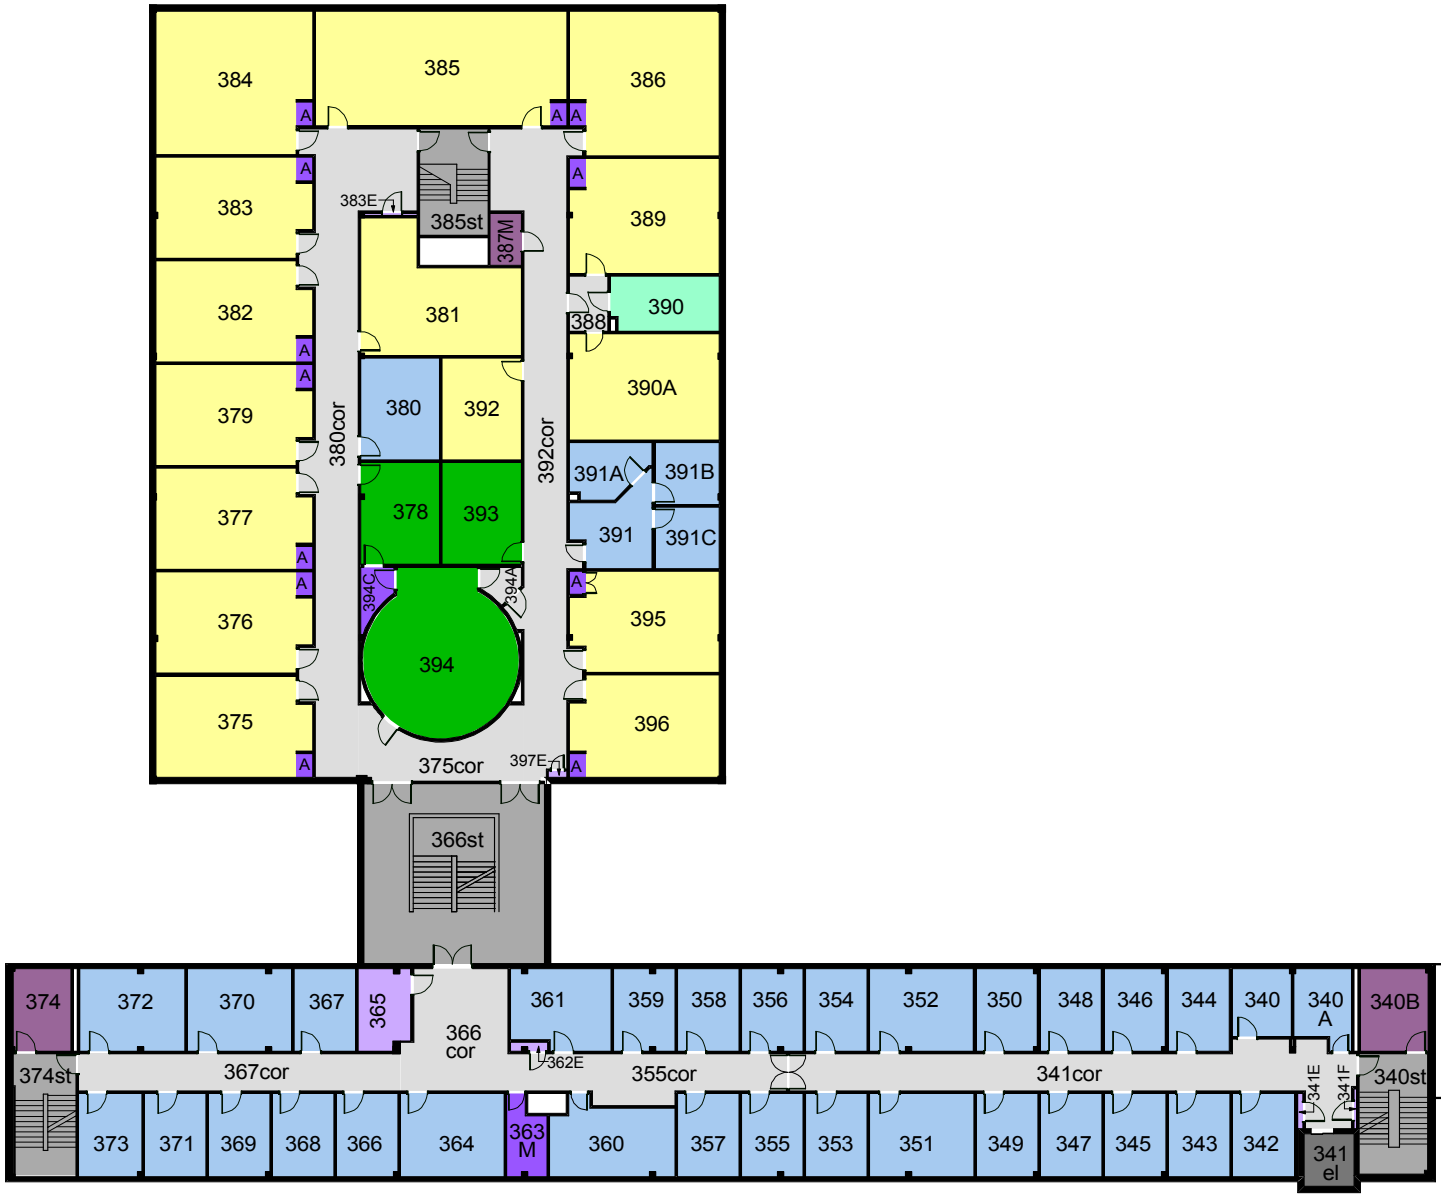 384
385
386
A
A
A
A
A
383E
383
385st
387M
389
382
381
388
390
A
A
390A
379
380cor
380
392
392cor
391A
391B
377
378
393
391
391C
A
A
394C
394A
A
376
395
394
375
396
375cor
397E
A
A
366st
374
372
370
367
365
366
cor
361
359
358
356
354
352
350
348
346
344
340
340
A
340B
362E
374st
367cor
355cor
341cor
341E
341F
340st
373
371
369
368
366
364
363
M
360
357
355
353
351
349
347
345
343
342
341
el